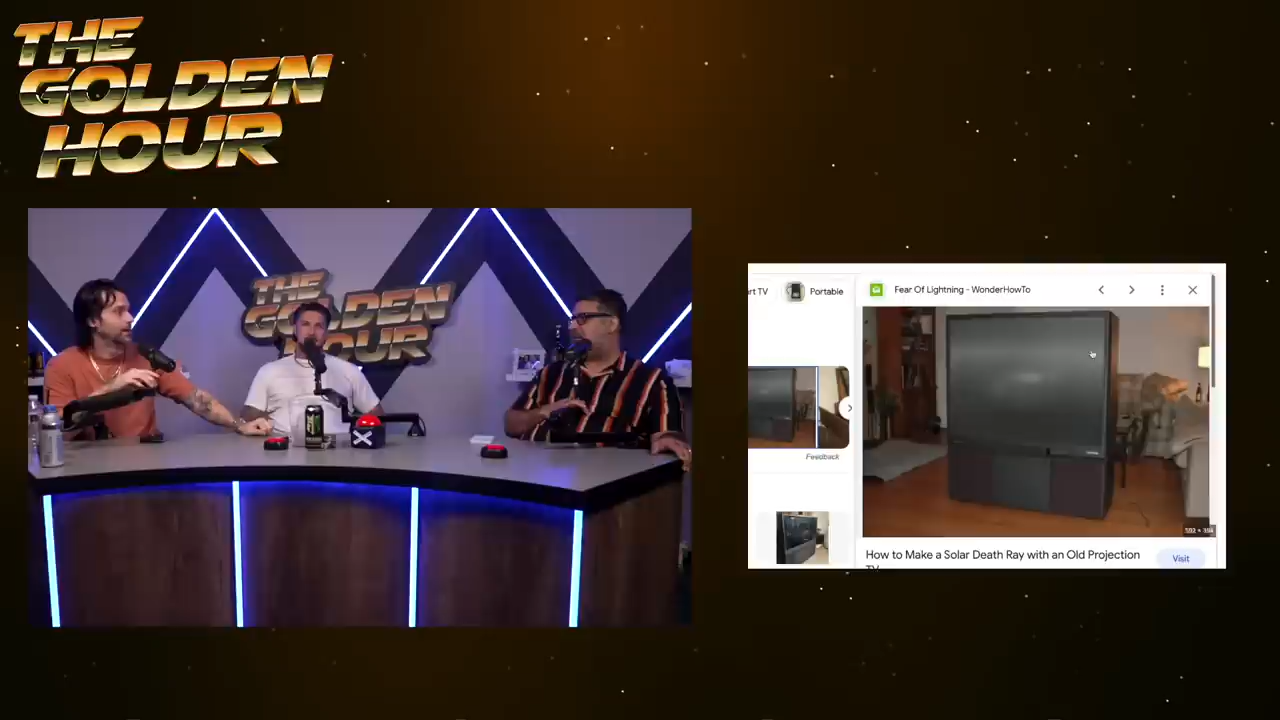 THE
GOLDEN
HOUR
THE
GOLDEN
HOUR
rt TV
Portable
Fear Of Lightning - WonderHowTo
Feedback
How to Make a Solar Death Ray with an Old Projection
TV
Visit